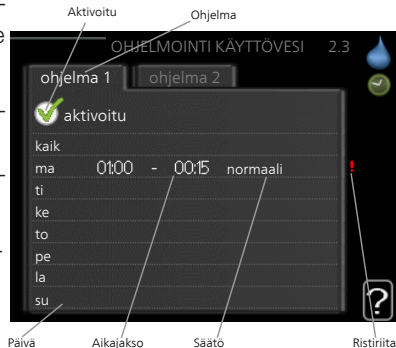 Aktivoitu
Ohjelma
e
OHJELMOINTI KÄYTTÖVESI 2.3
ohjelma 1 ohjelma 2
aktivoitu
kaik
ma 01:00 - 00:15 normaali !
ti
ke
to
pe
la
su
?
Päivä Aikajakso Säätö Ristiriita